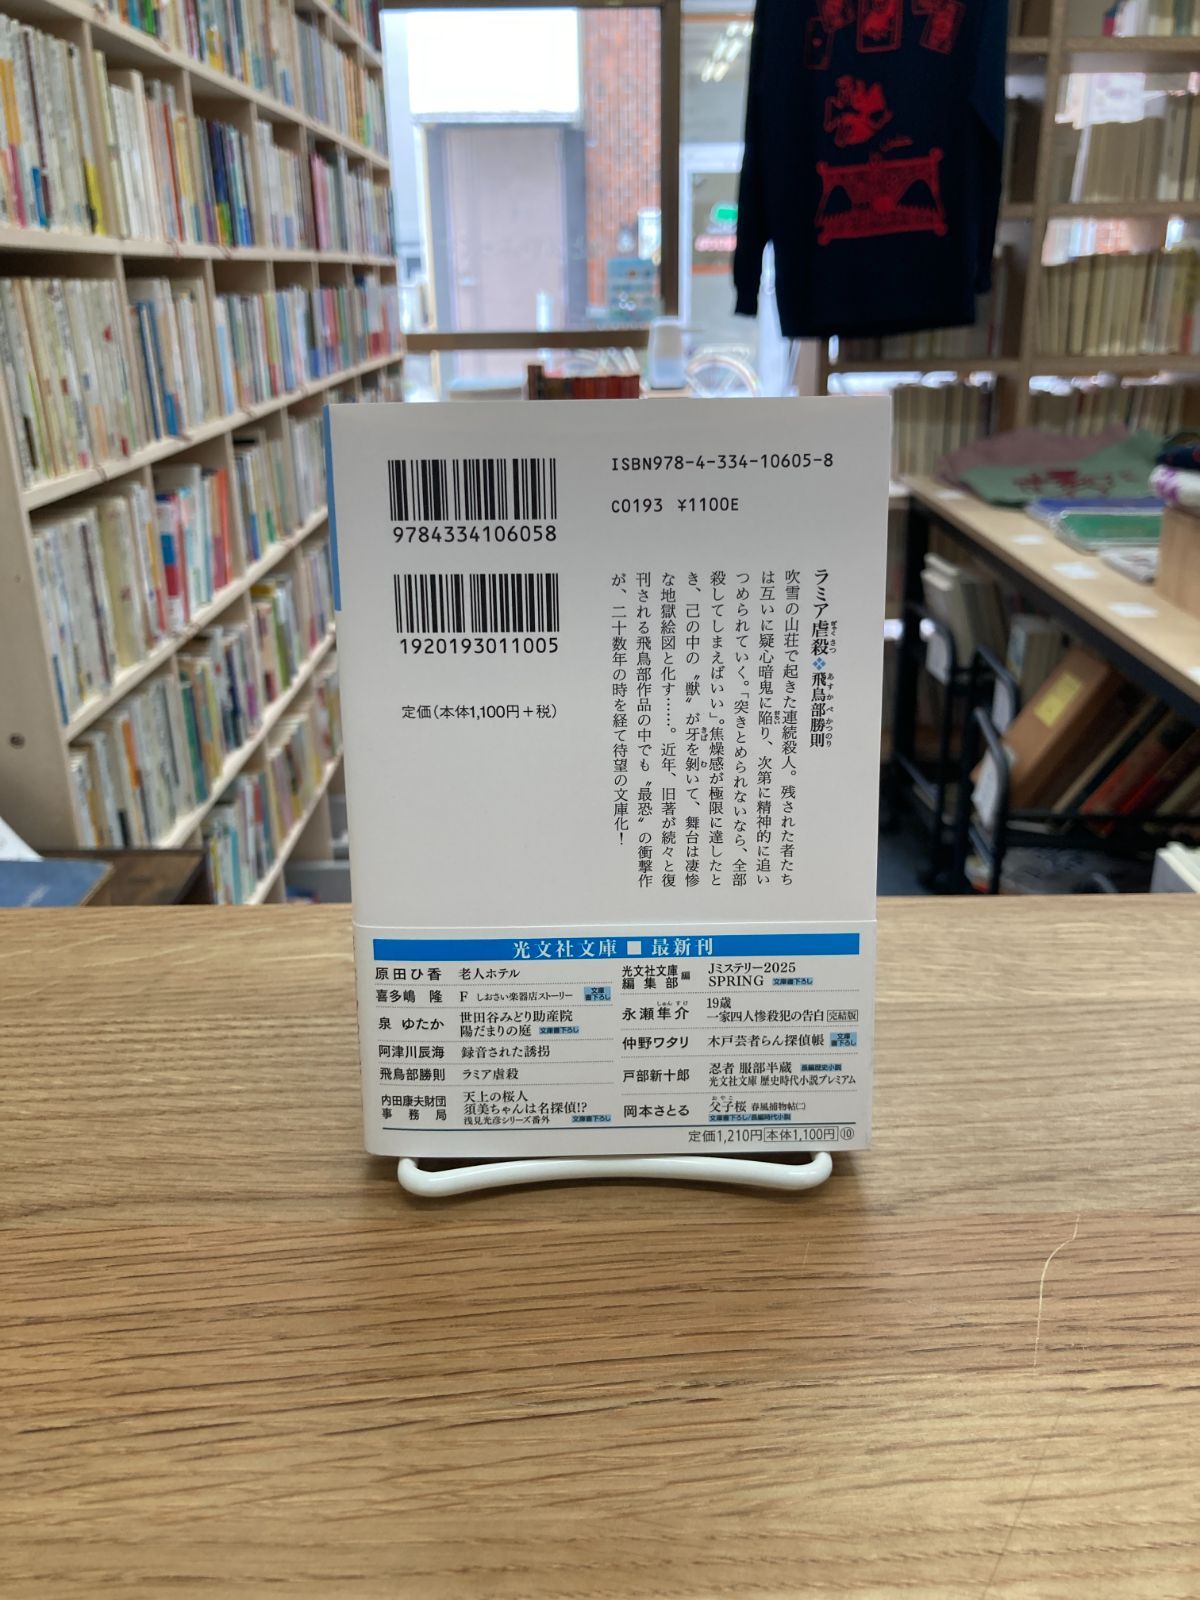 ISBN978-4-334-10605-8
C0193 ¥1100E
9784334106058
1920193011005
定価(本体1,100円+税)
ラミア虐殺❖飛鳥部勝則
ぎゃくさつ
あすかべ かつのり
吹雪の山荘で起きた連続殺人。残された者たち
は互いに疑心暗鬼に陥り、次第に精神的に追い
つめられていく。「突きとめられないなら、全部
殺してしまえばいい」。焦燥感が極限に達したと
き、己の中の〝獣〟が牙を剝いて、舞台は凄惨
な地獄絵図と化す……。近年、旧著が続々と復
刊される飛鳥部作品の中でも〝最恐〟の衝撃作
が、二十数年の時を経て待望の文庫化！
光文社文庫 ■ 最新刊
原田ひ香 老人ホテル
喜多嶋 隆 F しおさい楽器店ストーリー 文庫書下ろし
泉 ゆたか 世田谷みどり助産院
陽だまりの庭 文庫書下ろし
阿津川辰海 録音された誘拐
飛鳥部勝則 ラミア虐殺
内田康夫財団事務局 天上の桜人
須美ちゃんは名探偵!?
浅見光彦シリーズ番外 文庫書下ろし
光文社文庫編集部 編 Jミステリー2025
SPRING 文庫書下ろし
永瀬隼介 19歳
しゅんすけ
一家四人惨殺犯の告白 完結版
仲野ワタリ 木戸芸者らん探偵帳 文庫書下ろし
戸部新十郎 忍者 服部半蔵 長編歴史小説
光文社文庫 歴史時代小説プレミアム
岡本さとる 父子桜 春風捕物帖㈡
おやこ
文庫書下ろし/長編時代小説
定価1,210円 本体1,100円 ⑩